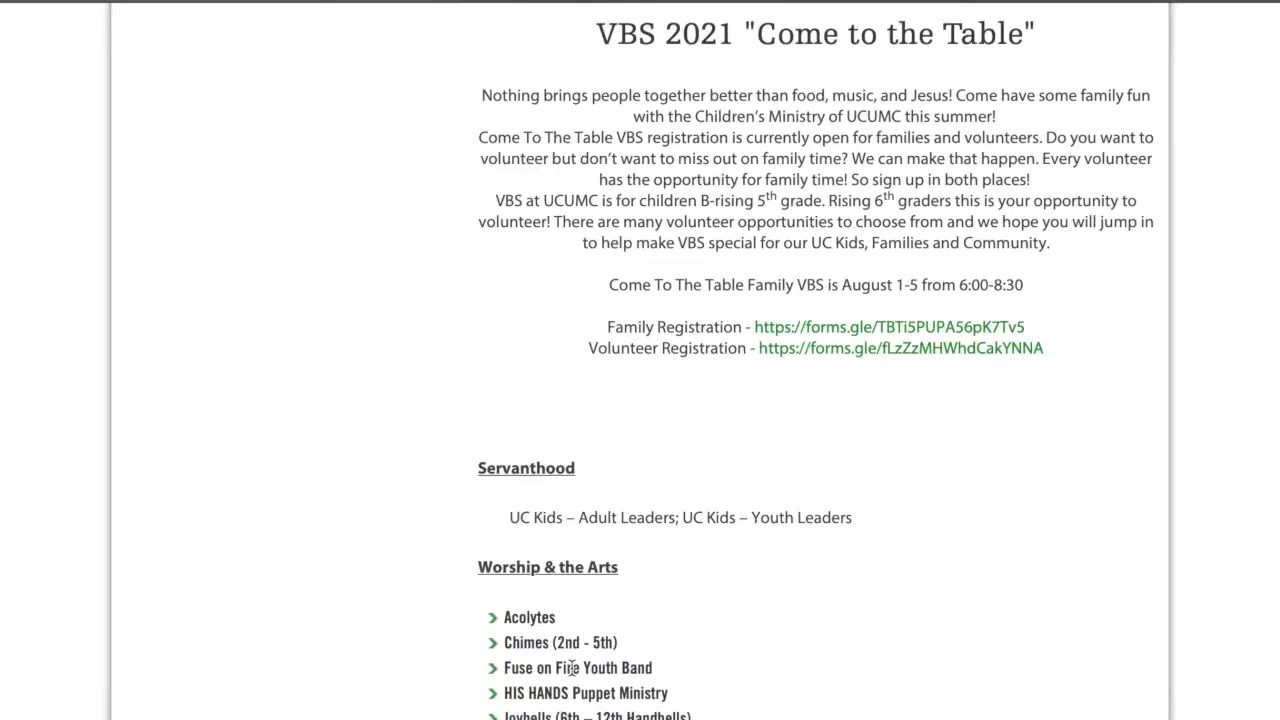 VBS 2021 "Come to the Table"
Nothing brings people together better than food, music, and Jesus! Come have some family fun
with the Children’s Ministry of UCUMC this summer!
Come To The Table VBS registration is currently open for families and volunteers. Do you want to
volunteer but don’t want to miss out on family time? We can make that happen. Every volunteer
has the opportunity for family time! So sign up in both places!
VBS at UCUMC is for children B-rising 5th grade. Rising 6th graders this is your opportunity to
volunteer! There are many volunteer opportunities to choose from and we hope you will jump in
to help make VBS special for our UC Kids, Families and Community.
Come To The Table Family VBS is August 1-5 from 6:00-8:30
Family Registration - https://forms.gle/TBTi5PUPA56pK7Tv5
Volunteer Registration - https://forms.gle/fLzZzMHWhdCakYNNA
Servanthood
UC Kids – Adult Leaders; UC Kids – Youth Leaders
Worship & the Arts
Acolytes
Chimes (2nd - 5th)
Fuse on Fire Youth Band
HIS HANDS Puppet Ministry
Joybells (6th – 12th Handbells)